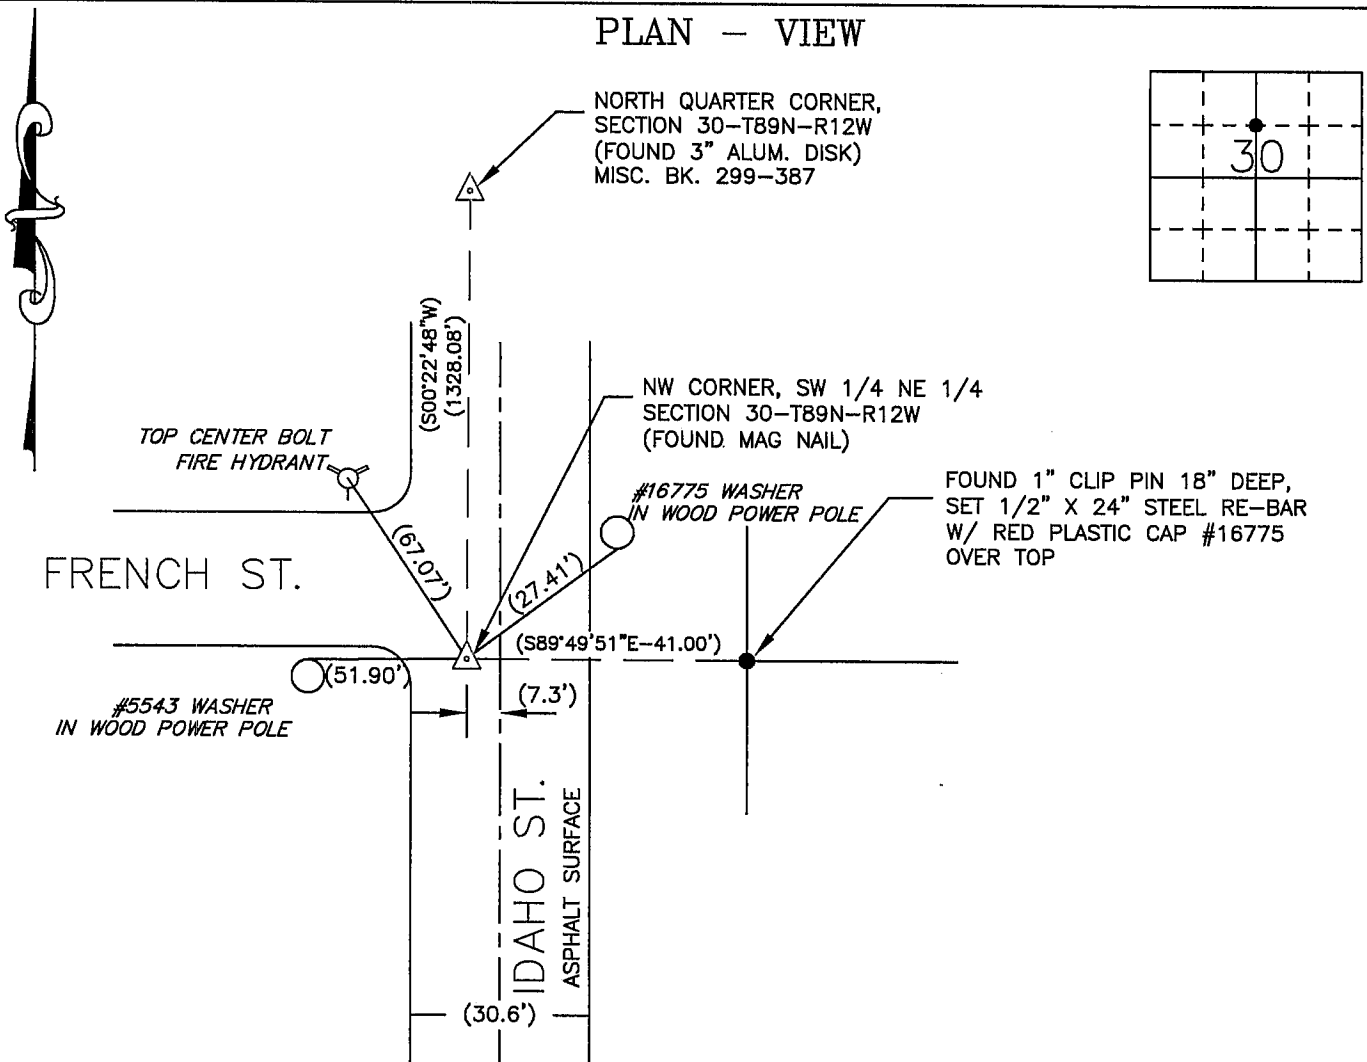 PLAN - VIEW
NORTH QUARTER CORNER,
SECTION 30-T89N-R12W
(FOUND 3" ALUM. DISK)
MISC. BK. 299-387
30
(S00°22'48"W)
(1328.08')
NW CORNER, SW 1/4 NE 1/4
SECTION 30-T89N-R12W
(FOUND MAG NAIL)
TOP CENTER BOLT
FIRE HYDRANT
#16775 WASHER
IN WOOD POWER POLE
FOUND 1" CLIP PIN 18" DEEP,
SET 1/2" X 24" STEEL RE-BAR
W/ RED PLASTIC CAP #16775
OVER TOP
(67.07')
(27.41')
FRENCH ST.
(S89°49'51"E-41.00')
(51.90')
(7.3')
#5543 WASHER
IN WOOD POWER POLE
IDAHO ST.
ASPHALT SURFACE
(30.6')